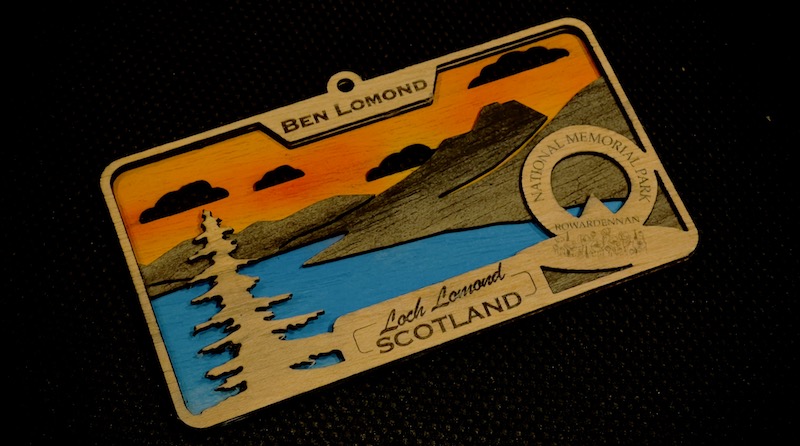 BEN LOMOND
NATIONAL MEMORIAL PARK
ROWARDENNAN
Loch Lomond
SCOTLAND